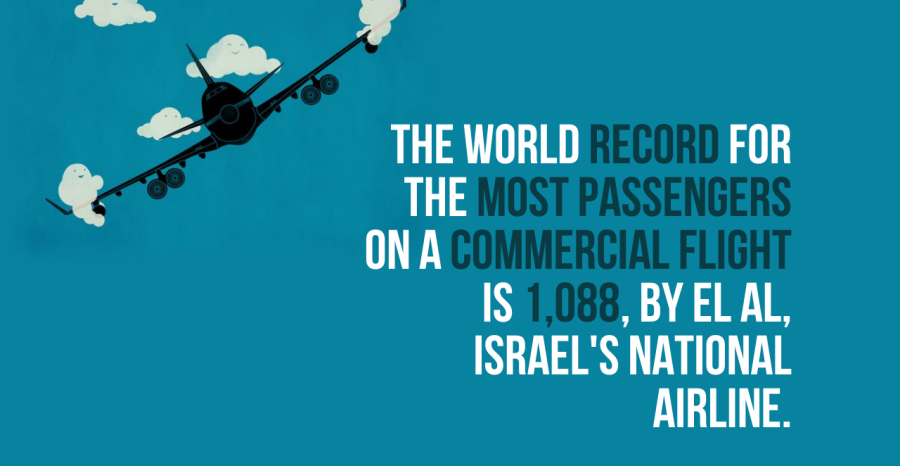 THE WORLD RECORD FOR
THE MOST PASSENGERS
ON A COMMERCIAL FLIGHT
IS 1,088, BY EL AL,
ISRAEL'S NATIONAL
AIRLINE.